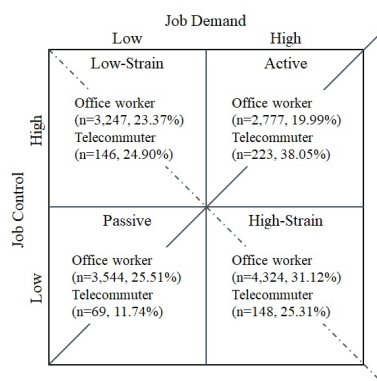 Job Demand
Low High
Low-Strain Active
Office worker
(n=3,247, 23.37%)
Telecommuter
(n=146, 24.90%)
Office worker
(n=2,777, 19.99%)
Telecommuter
(n=223, 38.05%)
Job Control
High
Low
Passive High-Strain
Office worker
(n=3,544, 25.51%)
Telecommuter
(n=69, 11.74%)
Office worker
(n=4,324, 31.12%)
Telecommuter
(n=148, 25.31%)